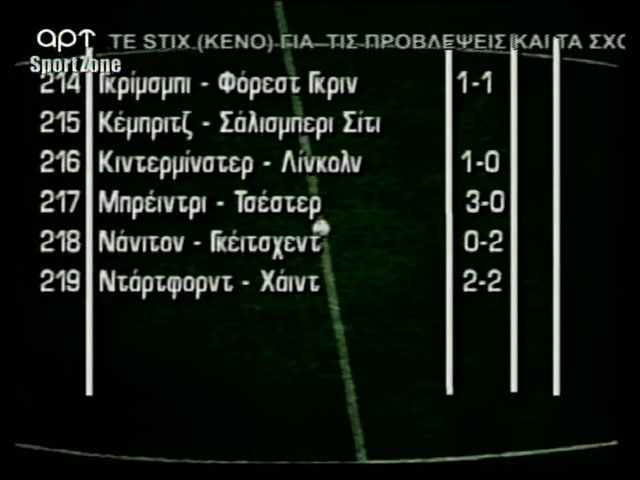 αρτ ΤΕ STIX (ΚΕΝΟ) ΓΙΑ ΤΙΣ ΠΡΟΒΛΕΨΕΙΣ ΚΑΙ ΤΑ ΣΧΟ
SportZone
214 Γκρίμσμπι - Φόρεστ Γκριν 1-1
215 Κέμπριτζ - Σάλισμπερι Σίτι
216 Κιντερμίνστερ - Λίνκολν 1-0
217 Μπρέιντρι - Τσέστερ 3-0
218 Νάνιτον - Γκέιτσχεντ 0-2
219 Ντάρτφορντ - Χάιντ 2-2